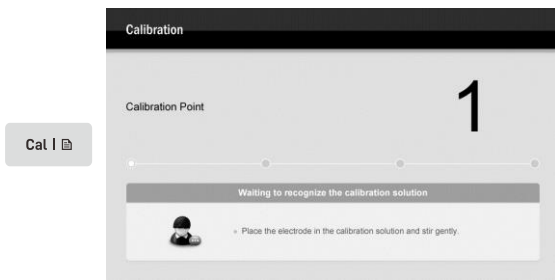 Calibration
Calibration Point
1
Cal |
Waiting to recognize the calibration solution
Place the electrode in the calibration solution and stir gently.